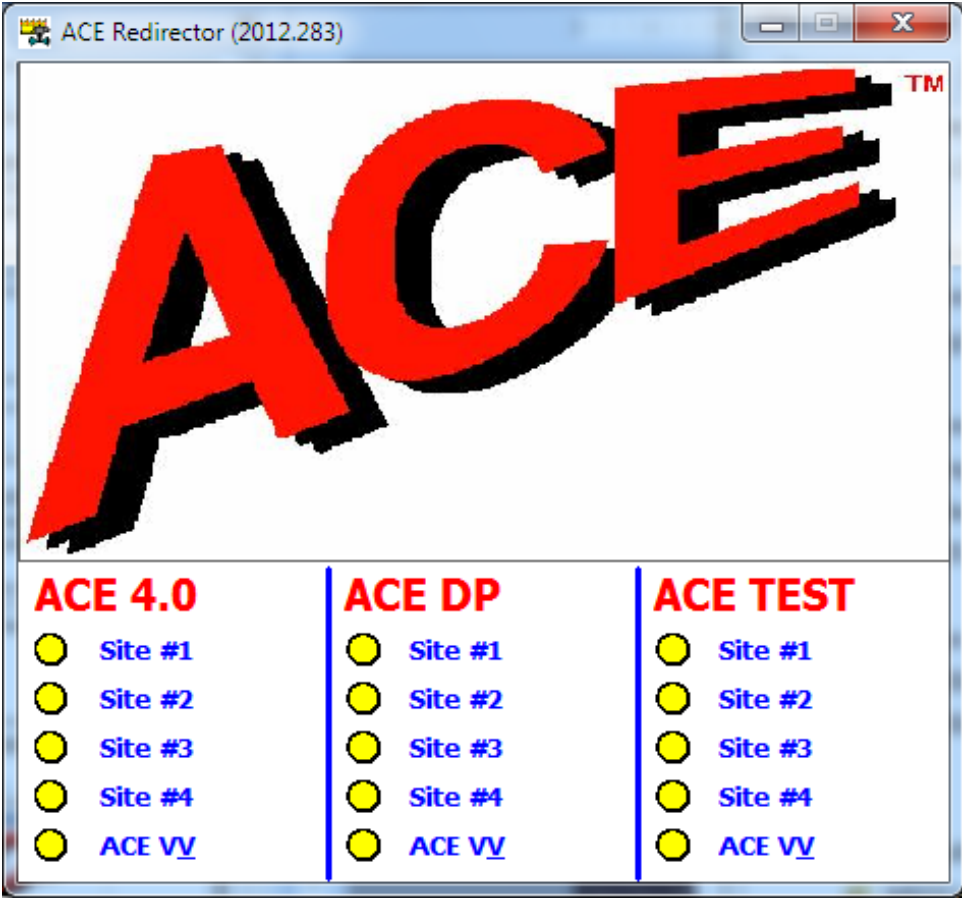 ACE Redirector (2012.283)
ACE TM
ACE 4.0
Site #1
Site #2
Site #3
Site #4
ACE VV
ACE DP
Site #1
Site #2
Site #3
Site #4
ACE VV
ACE TEST
Site #1
Site #2
Site #3
Site #4
ACE VV